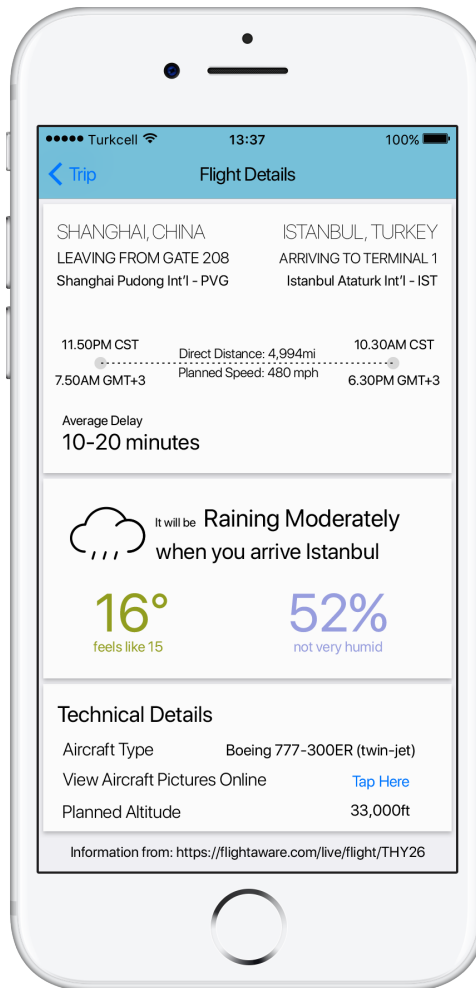 Turkcell 13:37 100%
Trip Flight Details
SHANGHAI, CHINA ISTANBUL, TURKEY
LEAVING FROM GATE 208 ARRIVING TO TERMINAL 1
Shanghai Pudong Int'l - PVG Istanbul Ataturk Int'l - IST
11.50PM CST 10.30AM CST
Direct Distance: 4,994mi
Planned Speed: 480 mph
7.50AM GMT+3 6.30PM GMT+3
Average Delay
10-20 minutes
It will be Raining Moderately
when you arrive Istanbul
16° 52%
feels like 15 not very humid
Technical Details
Aircraft Type Boeing 777-300ER (twin-jet)
View Aircraft Pictures Online Tap Here
Planned Altitude 33,000ft
Information from: https://flightaware.com/live/flight/THY26